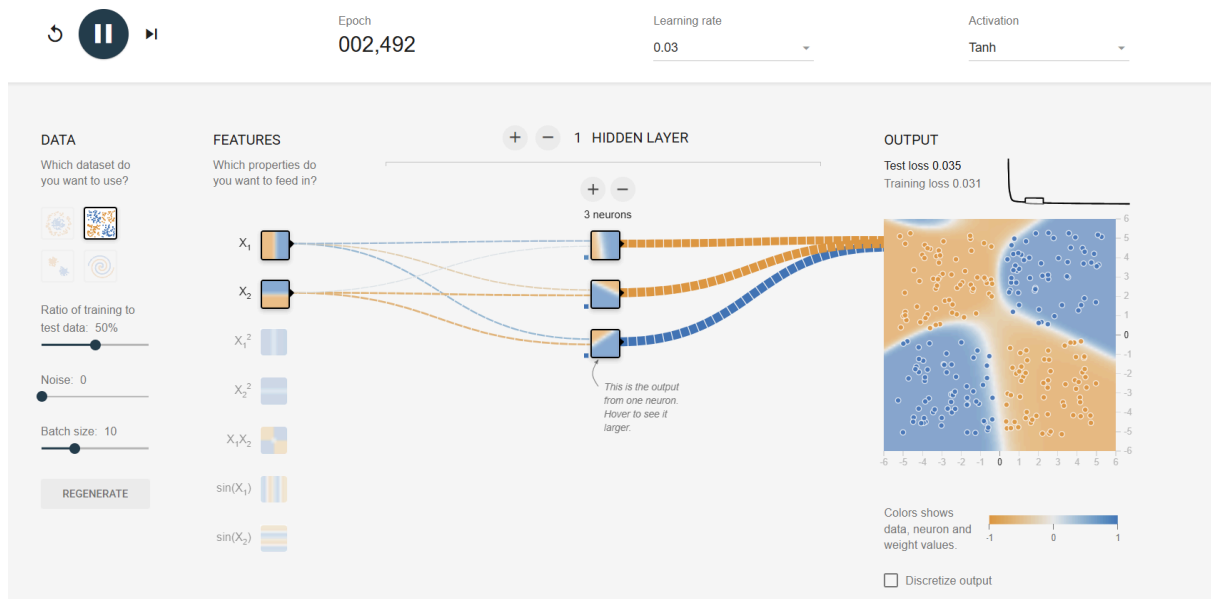 Epoch
002,492
Learning rate
0.03
Activation
Tanh
DATA
Which dataset do
you want to use?
Ratio of training to
test data: 50%
Noise: 0
Batch size: 10
REGENERATE
FEATURES
Which properties do
you want to feed in?
X1
X2
X1²
X2²
X1X2
sin(X1)
sin(X2)
+ − 1 HIDDEN LAYER
+ −
3 neurons
This is the output
from one neuron.
Hover to see it
larger.
OUTPUT
Test loss 0.035
Training loss 0.031
6
5
4
3
2
1
0
-1
-2
-3
-4
-5
-6
-6 -5 -4 -3 -2 -1 0 1 2 3 4 5 6
Colors shows
data, neuron and
weight values.
-1 0 1
Discretize output